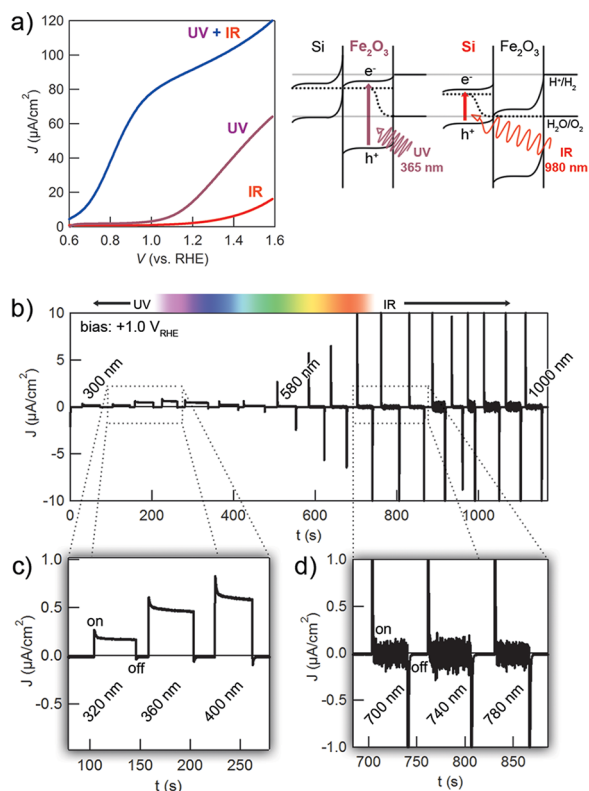 a)
120
100
80
60
40
20
0
J (µA/cm²)
UV + IR
UV
IR
0.6 0.8 1.0 1.2 1.4 1.6
V (vs. RHE)
Si Fe₂O₃
e⁻
h⁺
UV
365 nm
Si Fe₂O₃
e⁻
h⁺
H⁺/H₂
H₂O/O₂
IR
980 nm
b)
UV IR
bias: +1.0 V_RHE
10
5
0
-5
-10
J (µA/cm²)
300 nm
580 nm
1000 nm
0 200 400 600 800 1000
t (s)
c)
1.0
0.5
0.0
-0.5
J (µA/cm²)
on
off
320 nm
360 nm
400 nm
100 150 200 250
t (s)
d)
1.0
0.5
0.0
-0.5
-1.0
J (µA/cm²)
on
off
700 nm
740 nm
780 nm
700 750 800 850
t (s)